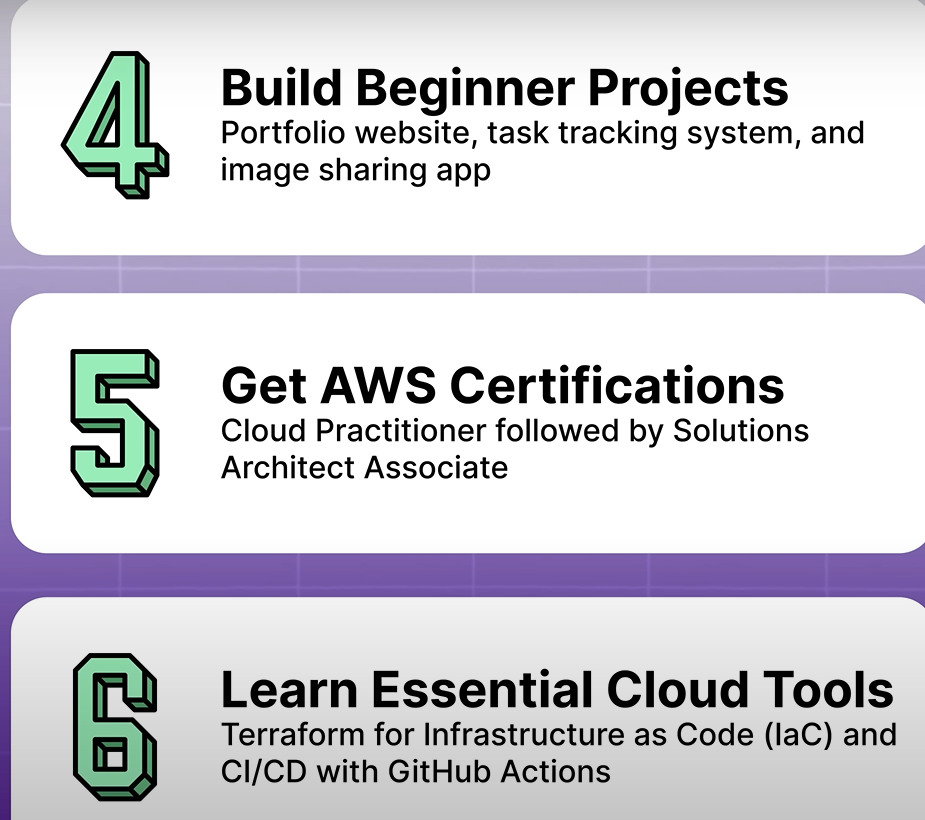 4
Build Beginner Projects
Portfolio website, task tracking system, and
image sharing app
5
Get AWS Certifications
Cloud Practitioner followed by Solutions
Architect Associate
6
Learn Essential Cloud Tools
Terraform for Infrastructure as Code (IaC) and
CI/CD with GitHub Actions